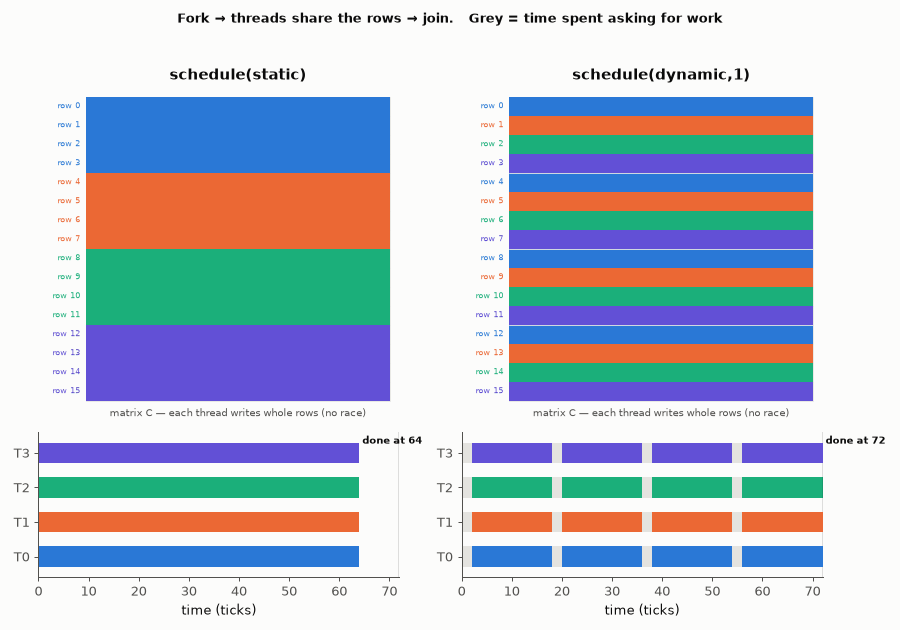 Fork → threads share the rows → join.   Grey = time spent asking for work
schedule(static)
row 0
row 1
row 2
row 3
row 4
row 5
row 6
row 7
row 8
row 9
row 10
row 11
row 12
row 13
row 14
row 15
matrix C — each thread writes whole rows (no race)
done at 64
T3
T2
T1
T0
0 10 20 30 40 50 60 70
time (ticks)
schedule(dynamic,1)
row 0
row 1
row 2
row 3
row 4
row 5
row 6
row 7
row 8
row 9
row 10
row 11
row 12
row 13
row 14
row 15
matrix C — each thread writes whole rows (no race)
done at 72
T3
T2
T1
T0
0 10 20 30 40 50 60 70
time (ticks)